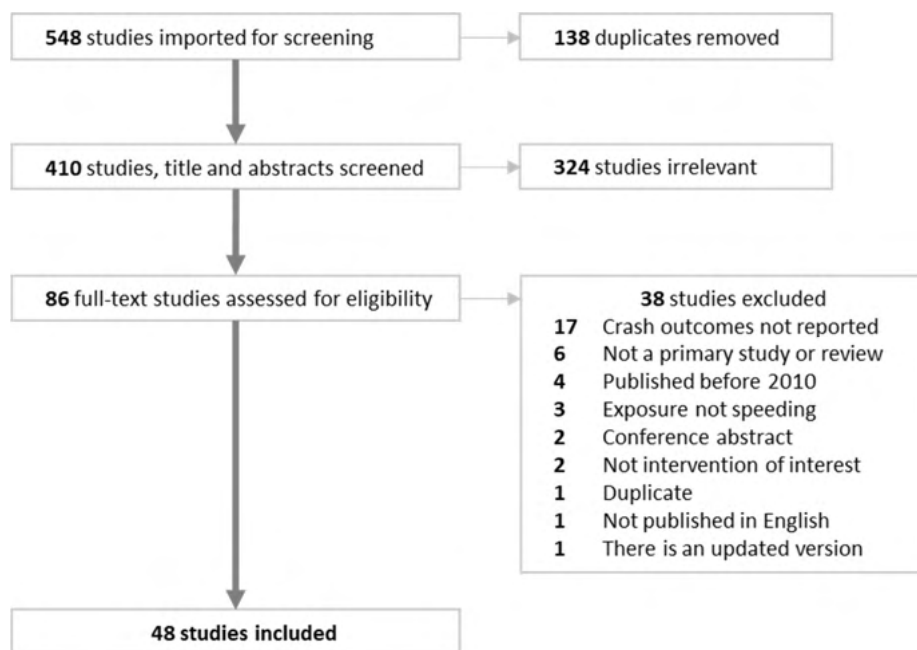 548 studies imported for screening
138 duplicates removed
410 studies, title and abstracts screened
324 studies irrelevant
86 full-text studies assessed for eligibility
38 studies excluded
17 Crash outcomes not reported
6 Not a primary study or review
4 Published before 2010
3 Exposure not speeding
2 Conference abstract
2 Not intervention of interest
1 Duplicate
1 Not published in English
1 There is an updated version
48 studies included